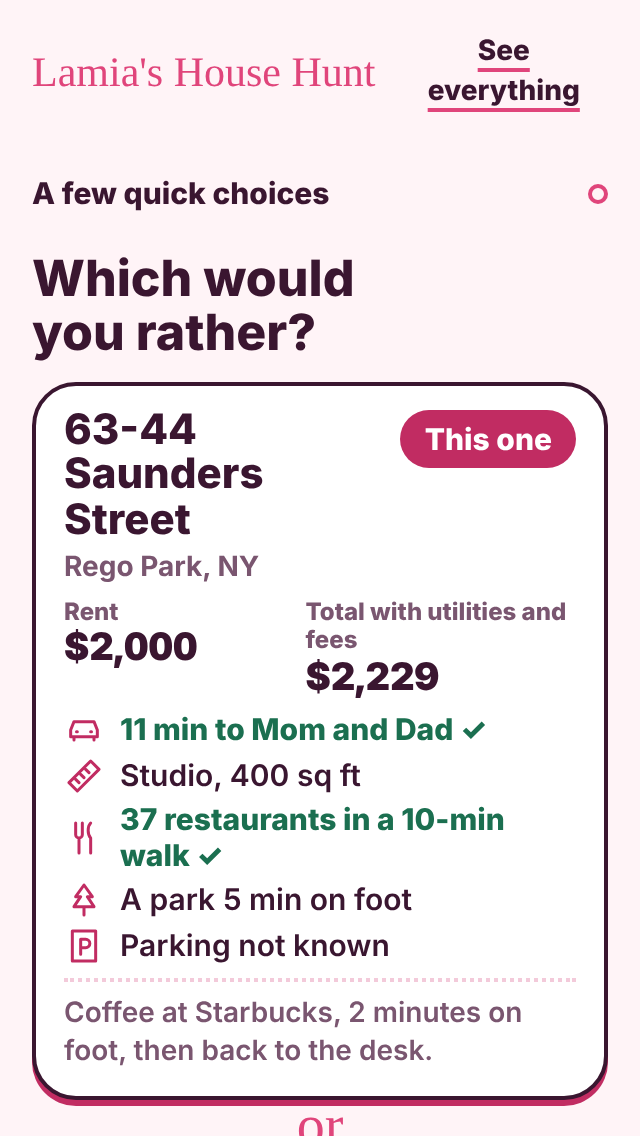 Lamia's House Hunt
See
everything
A few quick choices
Which would
you rather?
63-44
Saunders
Street
This one
Rego Park, NY
Rent
$2,000
Total with utilities and
fees
$2,229
11 min to Mom and Dad ✓
Studio, 400 sq ft
37 restaurants in a 10-min
walk ✓
A park 5 min on foot
P
Parking not known
Coffee at Starbucks, 2 minutes on
foot, then back to the desk.
or